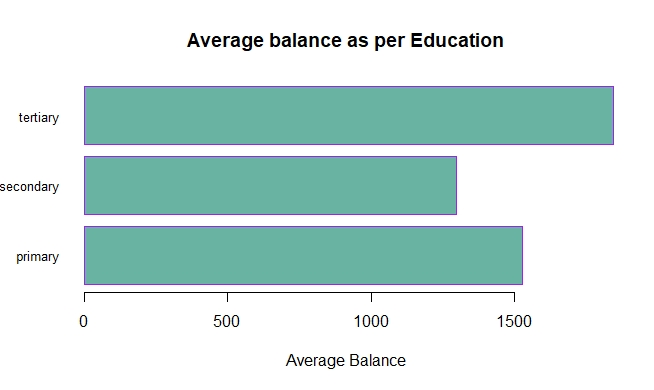 Average balance as per Education
tertiary
secondary
primary
0 500 1000 1500
Average Balance